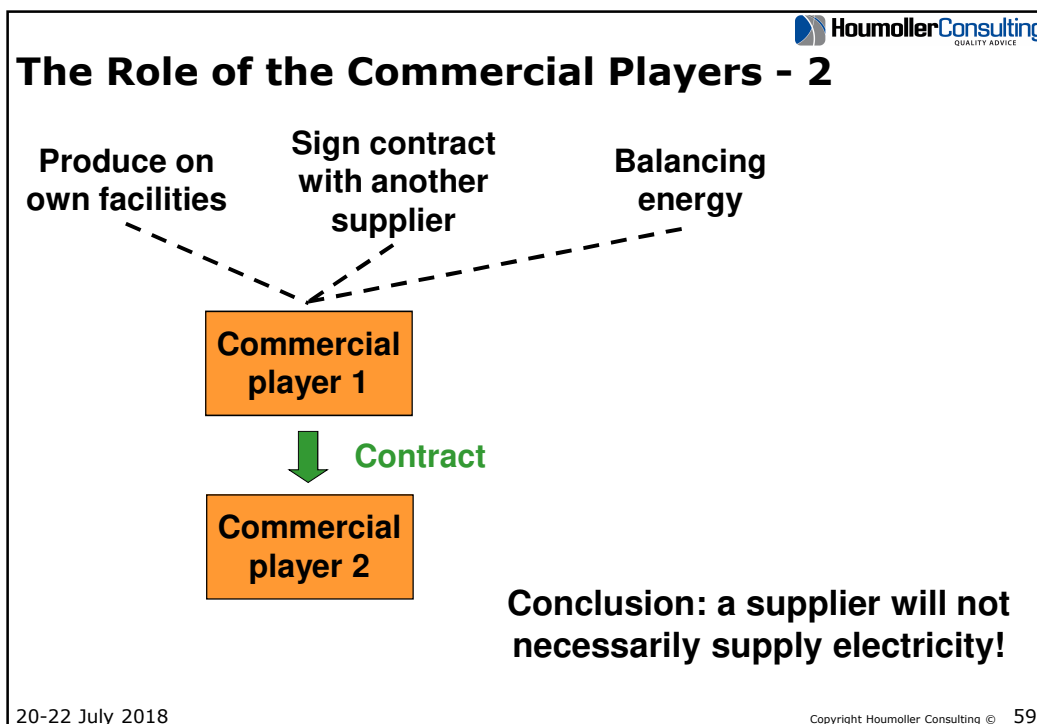 HoumollerConsulting
QUALITY ADVICE
The Role of the Commercial Players - 2
Produce on
own facilities
Sign contract
with another
supplier
Balancing
energy
Commercial
player 1
Contract
Commercial
player 2
Conclusion: a supplier will not
necessarily supply electricity!
20-22 July 2018
Copyright Houmoller Consulting © 59